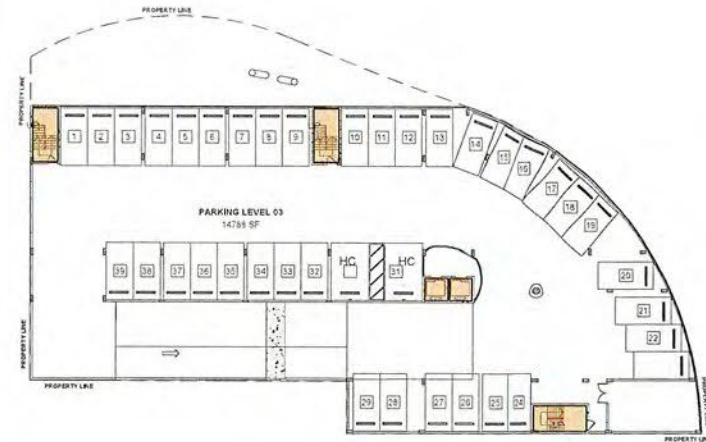 PROPERTY LINE
PROPERTY LINE
1 2 3 4 5 6 7 8 9 10 11 12 13 14 15 16 17 18 19
PARKING LEVEL 03
39 38 37 36 35 34 33 32 HC 31 HC
20
21
22
PROPERTY LINE
PROPERTY LINE
29 28 27 26 25 24
PROPERTY LINE